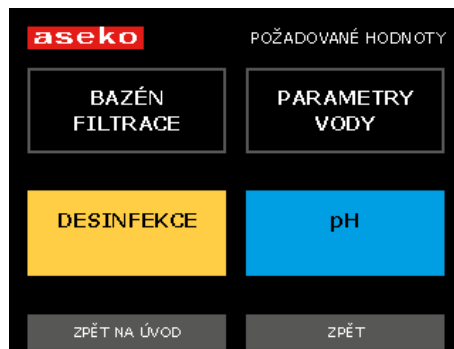 aseko
POŽADOVANÉ HODNOTY
BAZÉN
FILTRACE
PARAMETRY
VODY
DESINFEKCE
pH
ZPĚT NA ÚVOD
ZPĚT